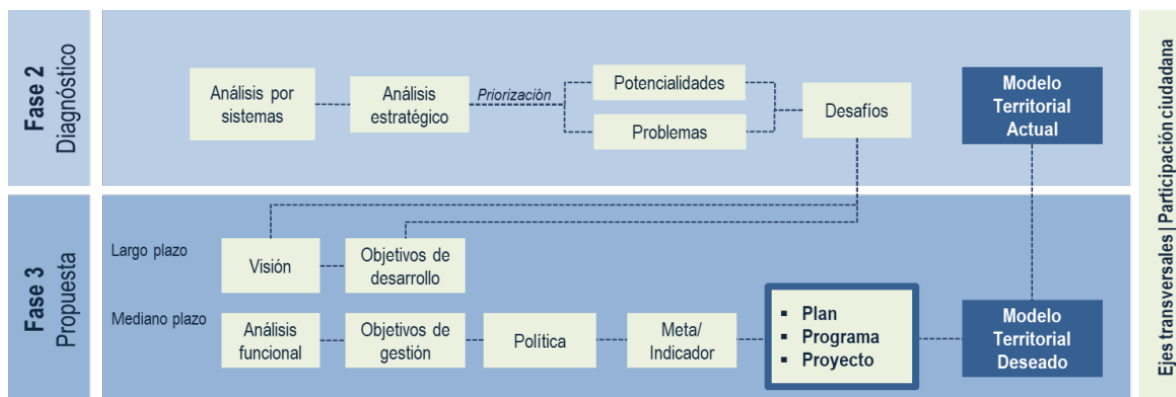 Fase 2
Diagnóstico
Análisis por
sistemas
Análisis
estratégico
Priorización
Potencialidades
Problemas
Desafíos
Modelo
Territorial
Actual
Fase 3
Propuesta
Largo plazo
Visión
Objetivos de
desarrollo
Mediano plazo
Análisis
funcional
Objetivos de
gestión
Política
Meta/
Indicador
▪ Plan
▪ Programa
▪ Proyecto
Modelo
Territorial
Deseado
Ejes transversales | Participación ciudadana